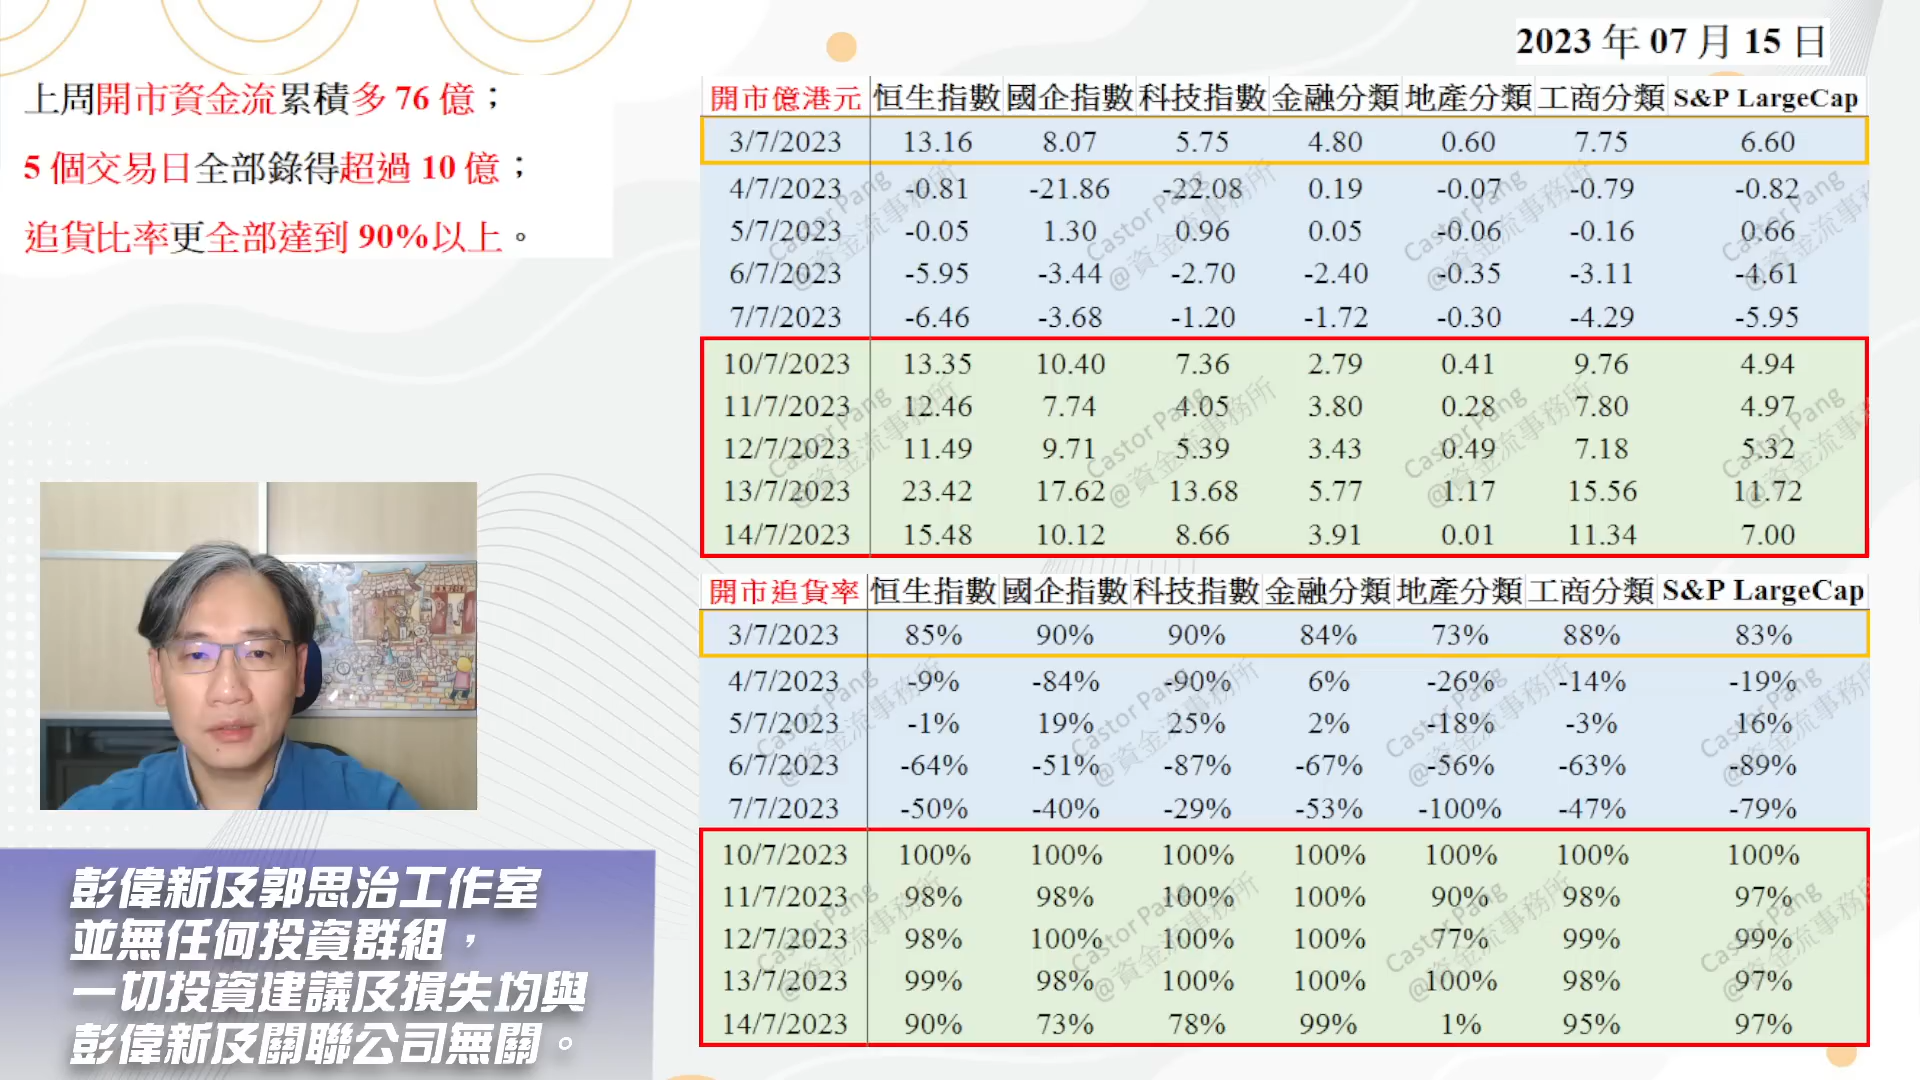 2023 年 07 月 15 日
上周開市資金流累積多 76 億；
5 個交易日全部錄得超過 10 億；
追貨比率更全部達到 90%以上。
開市億港元 恒生指數 國企指數 科技指數 金融分類 地產分類 工商分類 S&P LargeCap
3/7/2023 13.16 8.07 5.75 4.80 0.60 7.75 6.60
4/7/2023 -0.81 -21.86 -22.08 0.19 -0.07 -0.79 -0.82
5/7/2023 -0.05 1.30 0.96 0.05 -0.06 -0.16 0.66
6/7/2023 -5.95 -3.44 -2.70 -2.40 -0.35 -3.11 -4.61
7/7/2023 -6.46 -3.68 -1.20 -1.72 -0.30 -4.29 -5.95
10/7/2023 13.35 10.40 7.36 2.79 0.41 9.76 4.94
11/7/2023 12.46 7.74 4.05 3.80 0.28 7.80 4.97
12/7/2023 11.49 9.71 5.39 3.43 0.49 7.18 5.32
13/7/2023 23.42 17.62 13.68 5.77 1.17 15.56 11.72
14/7/2023 15.48 10.12 8.66 3.91 0.01 11.34 7.00
開市追貨率 恒生指數 國企指數 科技指數 金融分類 地產分類 工商分類 S&P LargeCap
3/7/2023 85% 90% 90% 84% 73% 88% 83%
4/7/2023 -9% -84% -90% 6% -26% -14% -19%
5/7/2023 -1% 19% 25% 2% -18% -3% 16%
6/7/2023 -64% -51% -87% -67% -56% -63% -89%
7/7/2023 -50% -40% -29% -53% -100% -47% -79%
10/7/2023 100% 100% 100% 100% 100% 100% 100%
11/7/2023 98% 98% 100% 100% 90% 98% 97%
12/7/2023 98% 100% 100% 100% 77% 99% 99%
13/7/2023 99% 98% 100% 100% 100% 98% 97%
14/7/2023 90% 73% 78% 99% 1% 95% 97%
Castor Pang
@資金流事務所
彭偉新及郭思治工作室
並無任何投資群組，
一切投資建議及損失均與
彭偉新及關聯公司無關。